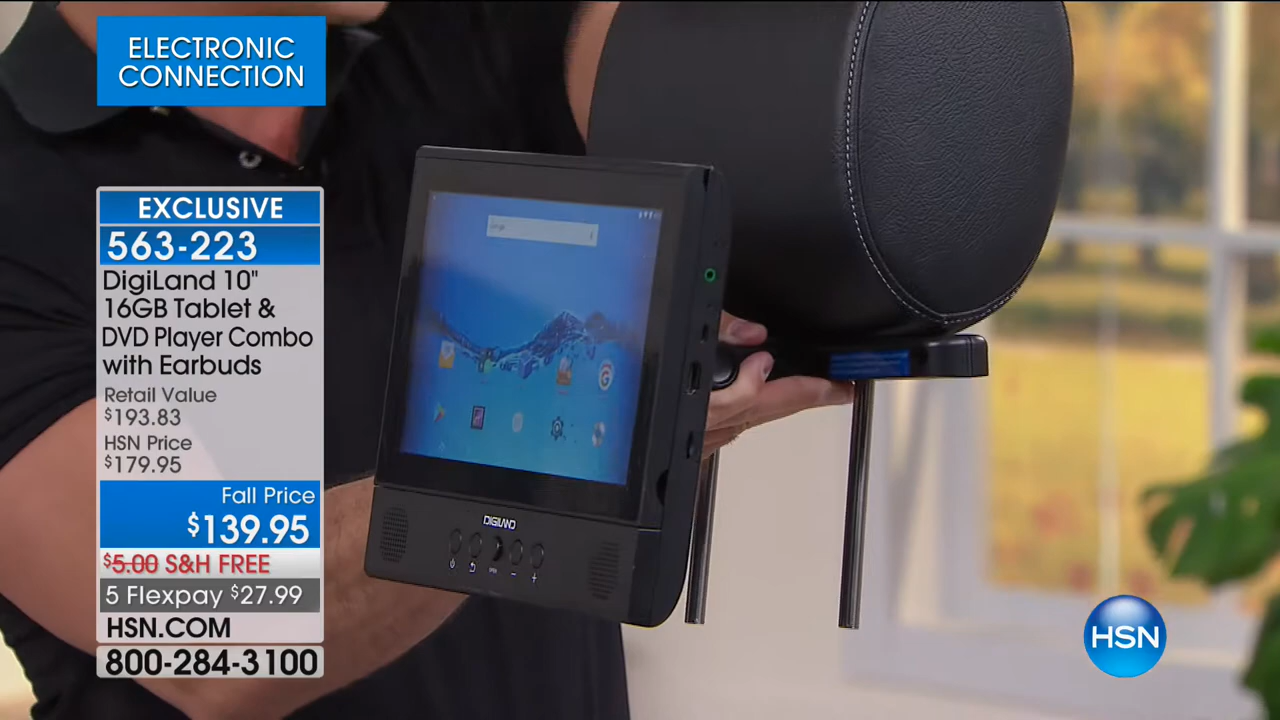 ELECTRONIC
CONNECTION
EXCLUSIVE
563-223
DigiLand 10"
16GB Tablet &
DVD Player Combo
with Earbuds
Retail Value
$193.83
HSN Price
$179.95
Fall Price
$139.95
$5.00 S&H FREE
5 Flexpay $27.99
HSN.COM
800-284-3100
DIGILAND
HSN